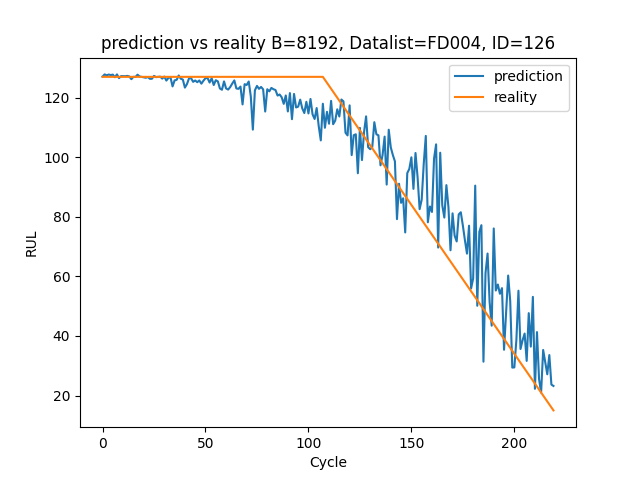 prediction vs reality B=8192, Datalist=FD004, ID=126
prediction
reality
RUL
120
100
80
60
40
20
0
50
100
150
200
Cycle